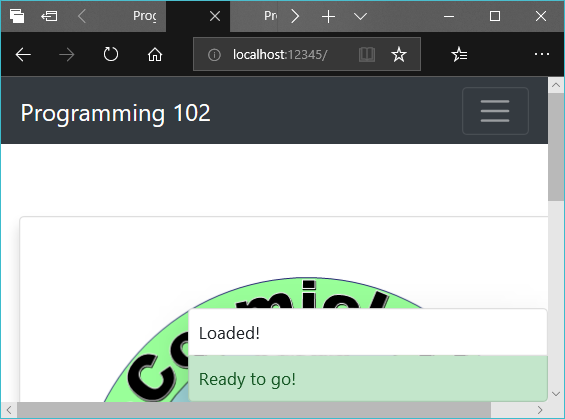 Prog
Pr
localhost:12345/
Programming 102
Loaded!
Ready to go!